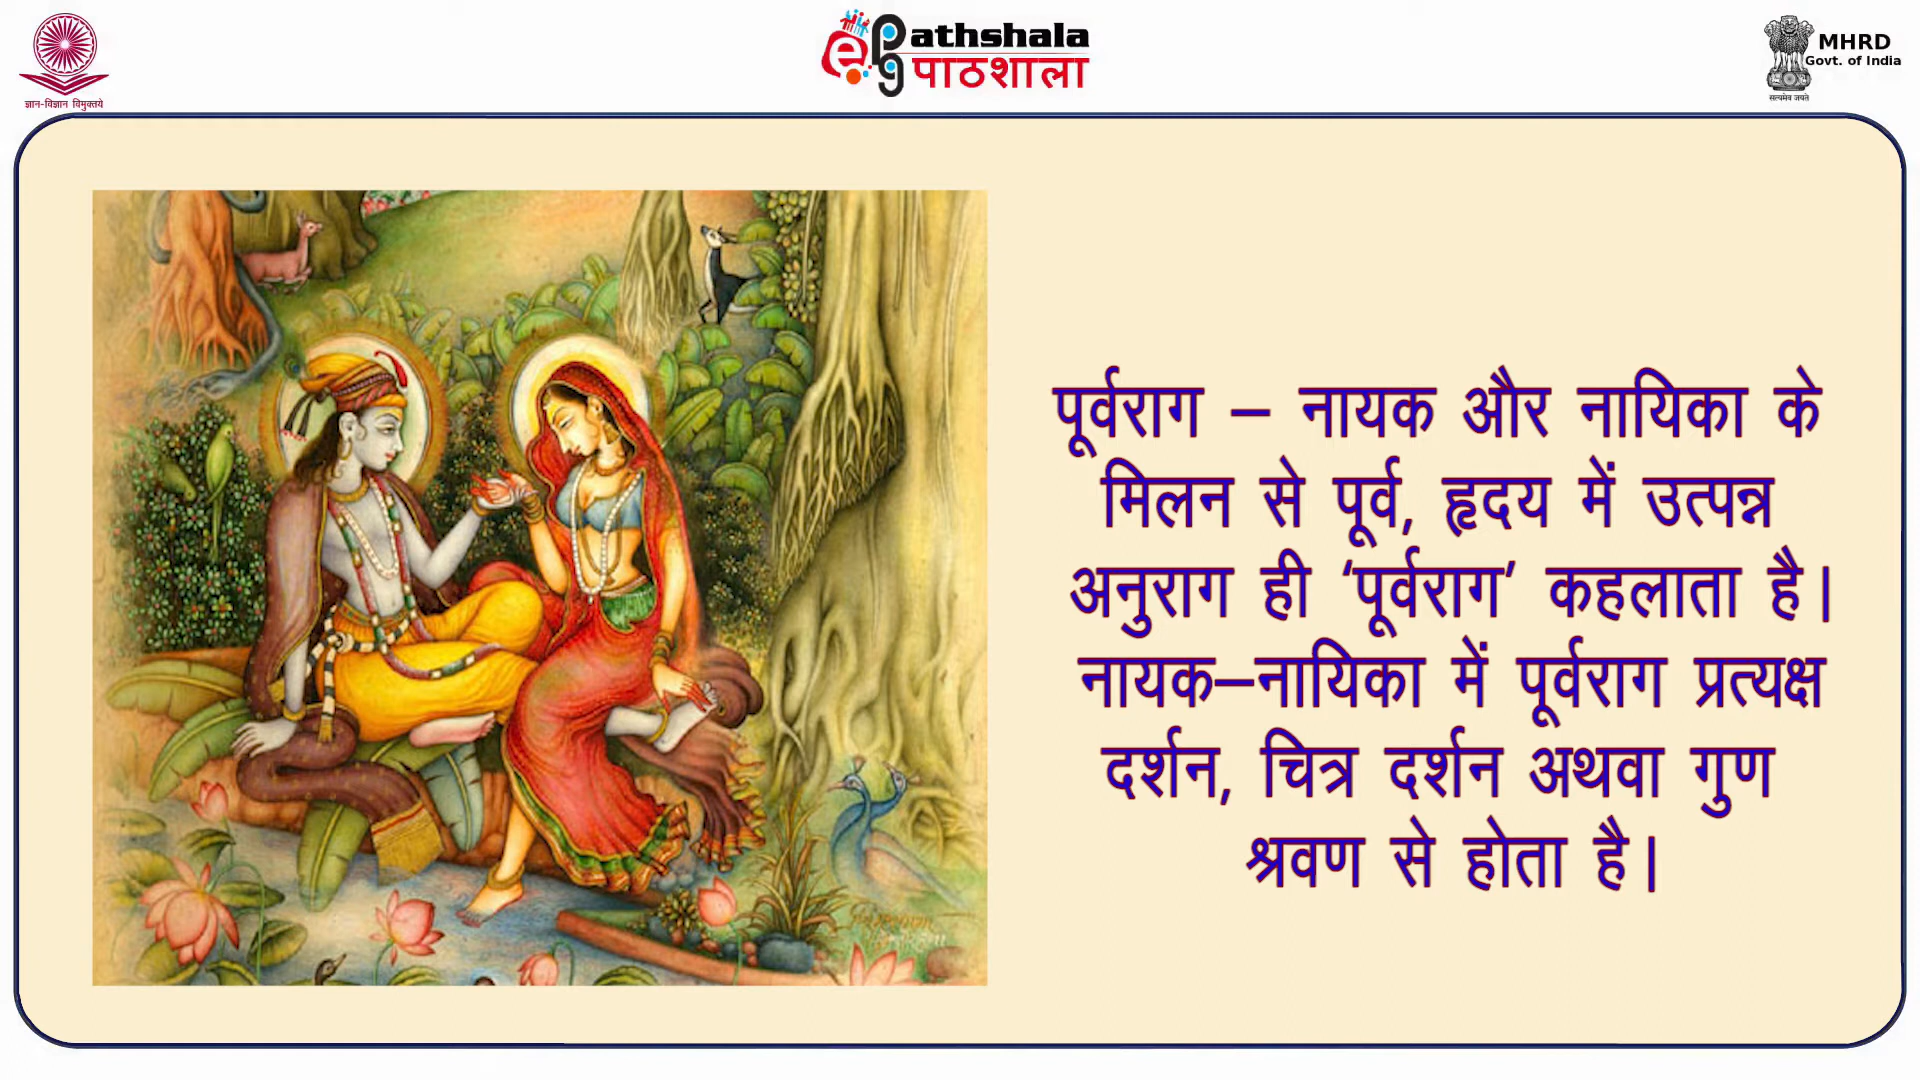 ज्ञान-विज्ञान विमुक्तये
ePathshala
पाठशाला
MHRD
Govt. of India
सत्यमेव जयते
पूर्वराग – नायक और नायिका के
मिलन से पूर्व, हृदय में उत्पन्न
अनुराग ही ‘पूर्वराग’ कहलाता है।
नायक–नायिका में पूर्वराग प्रत्यक्ष
दर्शन, चित्र दर्शन अथवा गुण
श्रवण से होता है।